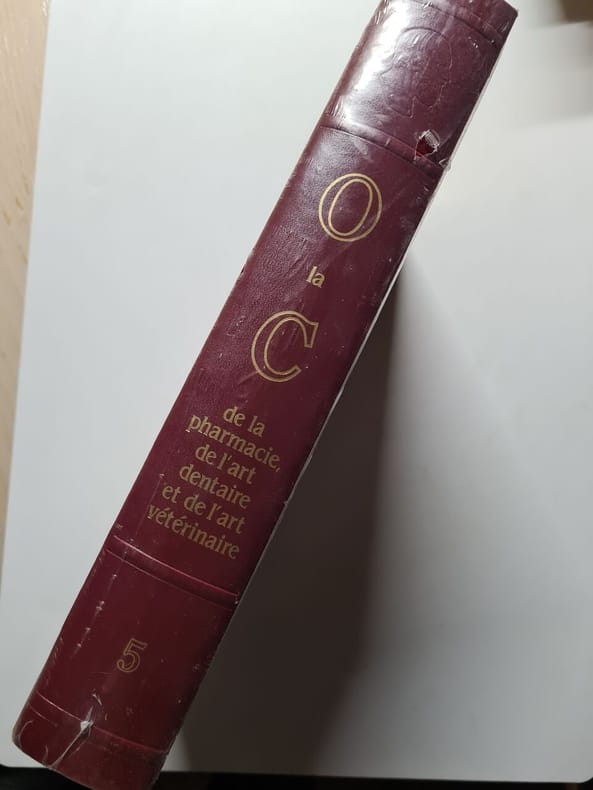 O
la
C
de la
pharmacie,
de l'art
dentaire
et de l'art
vétérinaire
5